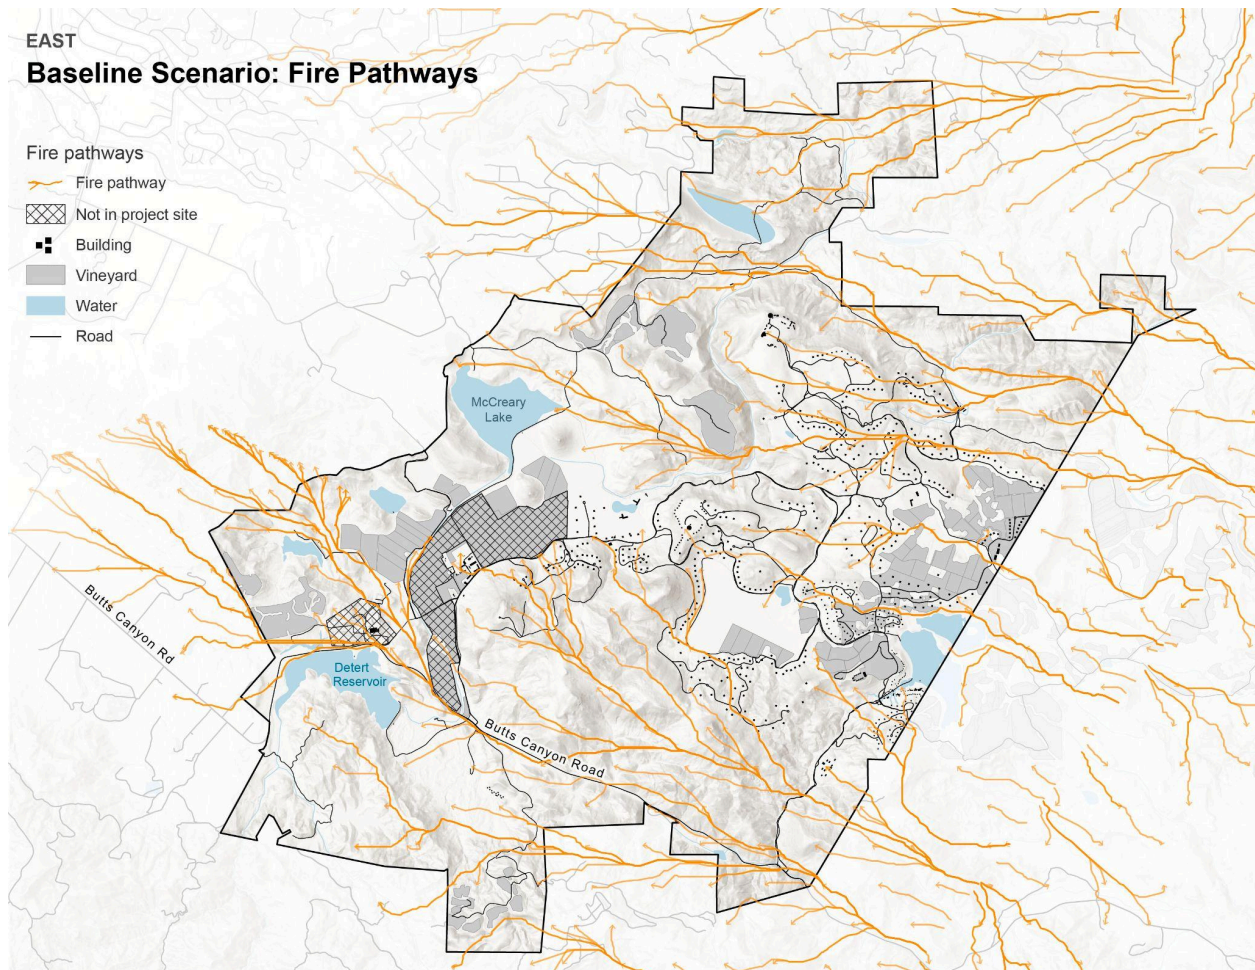 EAST
Baseline Scenario: Fire Pathways
Fire pathways
Fire pathway
Not in project site
Building
Vineyard
Water
Road
McCreary
Lake
Butts Canyon Rd
Detert
Reservoir
Butts Canyon Road